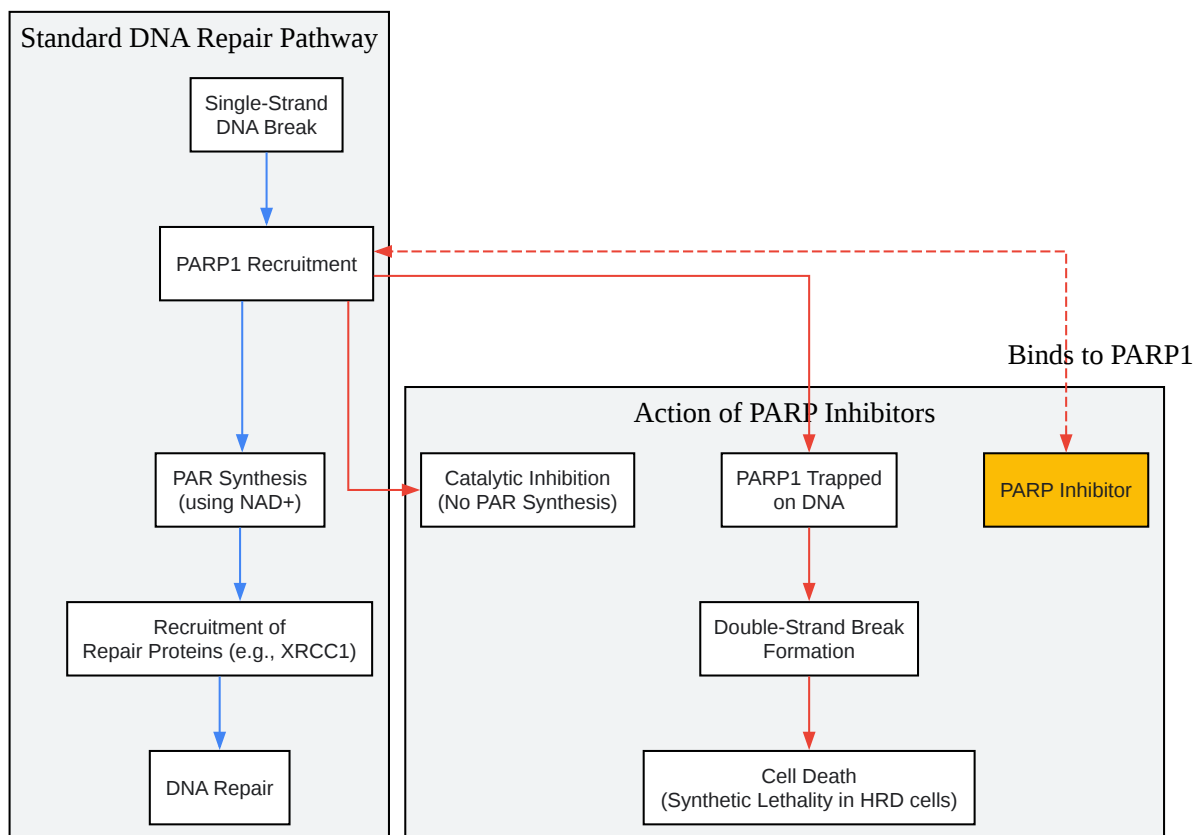 Standard DNA Repair Pathway
Single-Strand
DNA Break
PARP1 Recruitment
PAR Synthesis
(using NAD+)
Recruitment of
Repair Proteins (e.g., XRCC1)
DNA Repair
Binds to PARP1
Action of PARP Inhibitors
Catalytic Inhibition
(No PAR Synthesis)
PARP1 Trapped
on DNA
PARP Inhibitor
Double-Strand Break
Formation
Cell Death
(Synthetic Lethality in HRD cells)